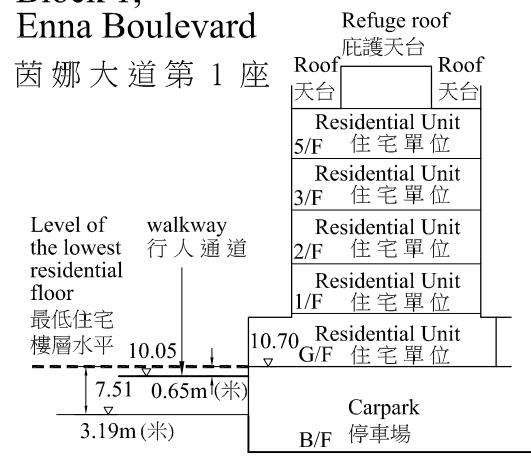 Block 1,
Enna Boulevard
茵娜大道第 1 座
Refuge roof
庇護天台
Roof
天台
Roof
天台
Residential Unit
5/F 住宅單位
Residential Unit
3/F 住宅單位
Residential Unit
2/F 住宅單位
Residential Unit
1/F 住宅單位
Residential Unit
10.70 G/F 住宅單位
Level of
the lowest
residential
floor
最低住宅
樓層水平
walkway
行人通道
10.05
7.51 0.65m (米)
3.19m (米)
Carpark
B/F 停車場